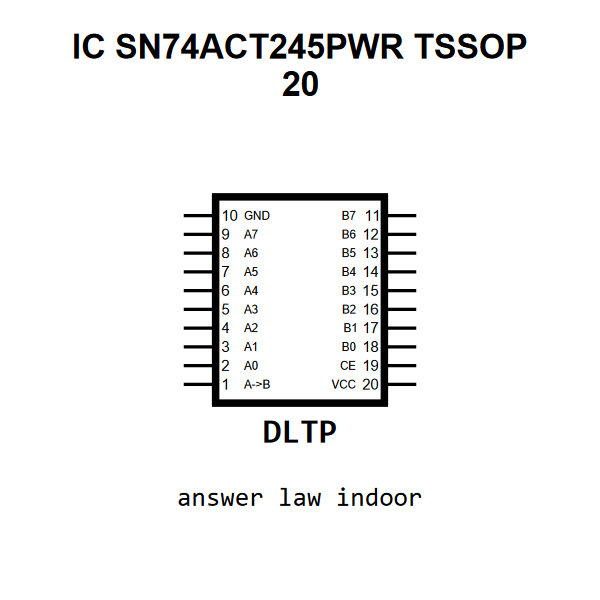 IC SN74ACT245PWR TSSOP
20
10 GND B7 11
9 A7 B6 12
8 A6 B5 13
7 A5 B4 14
6 A4 B3 15
5 A3 B2 16
4 A2 B1 17
3 A1 B0 18
2 A0 CE 19
1 A->B VCC 20
DLTP
answer law indoor